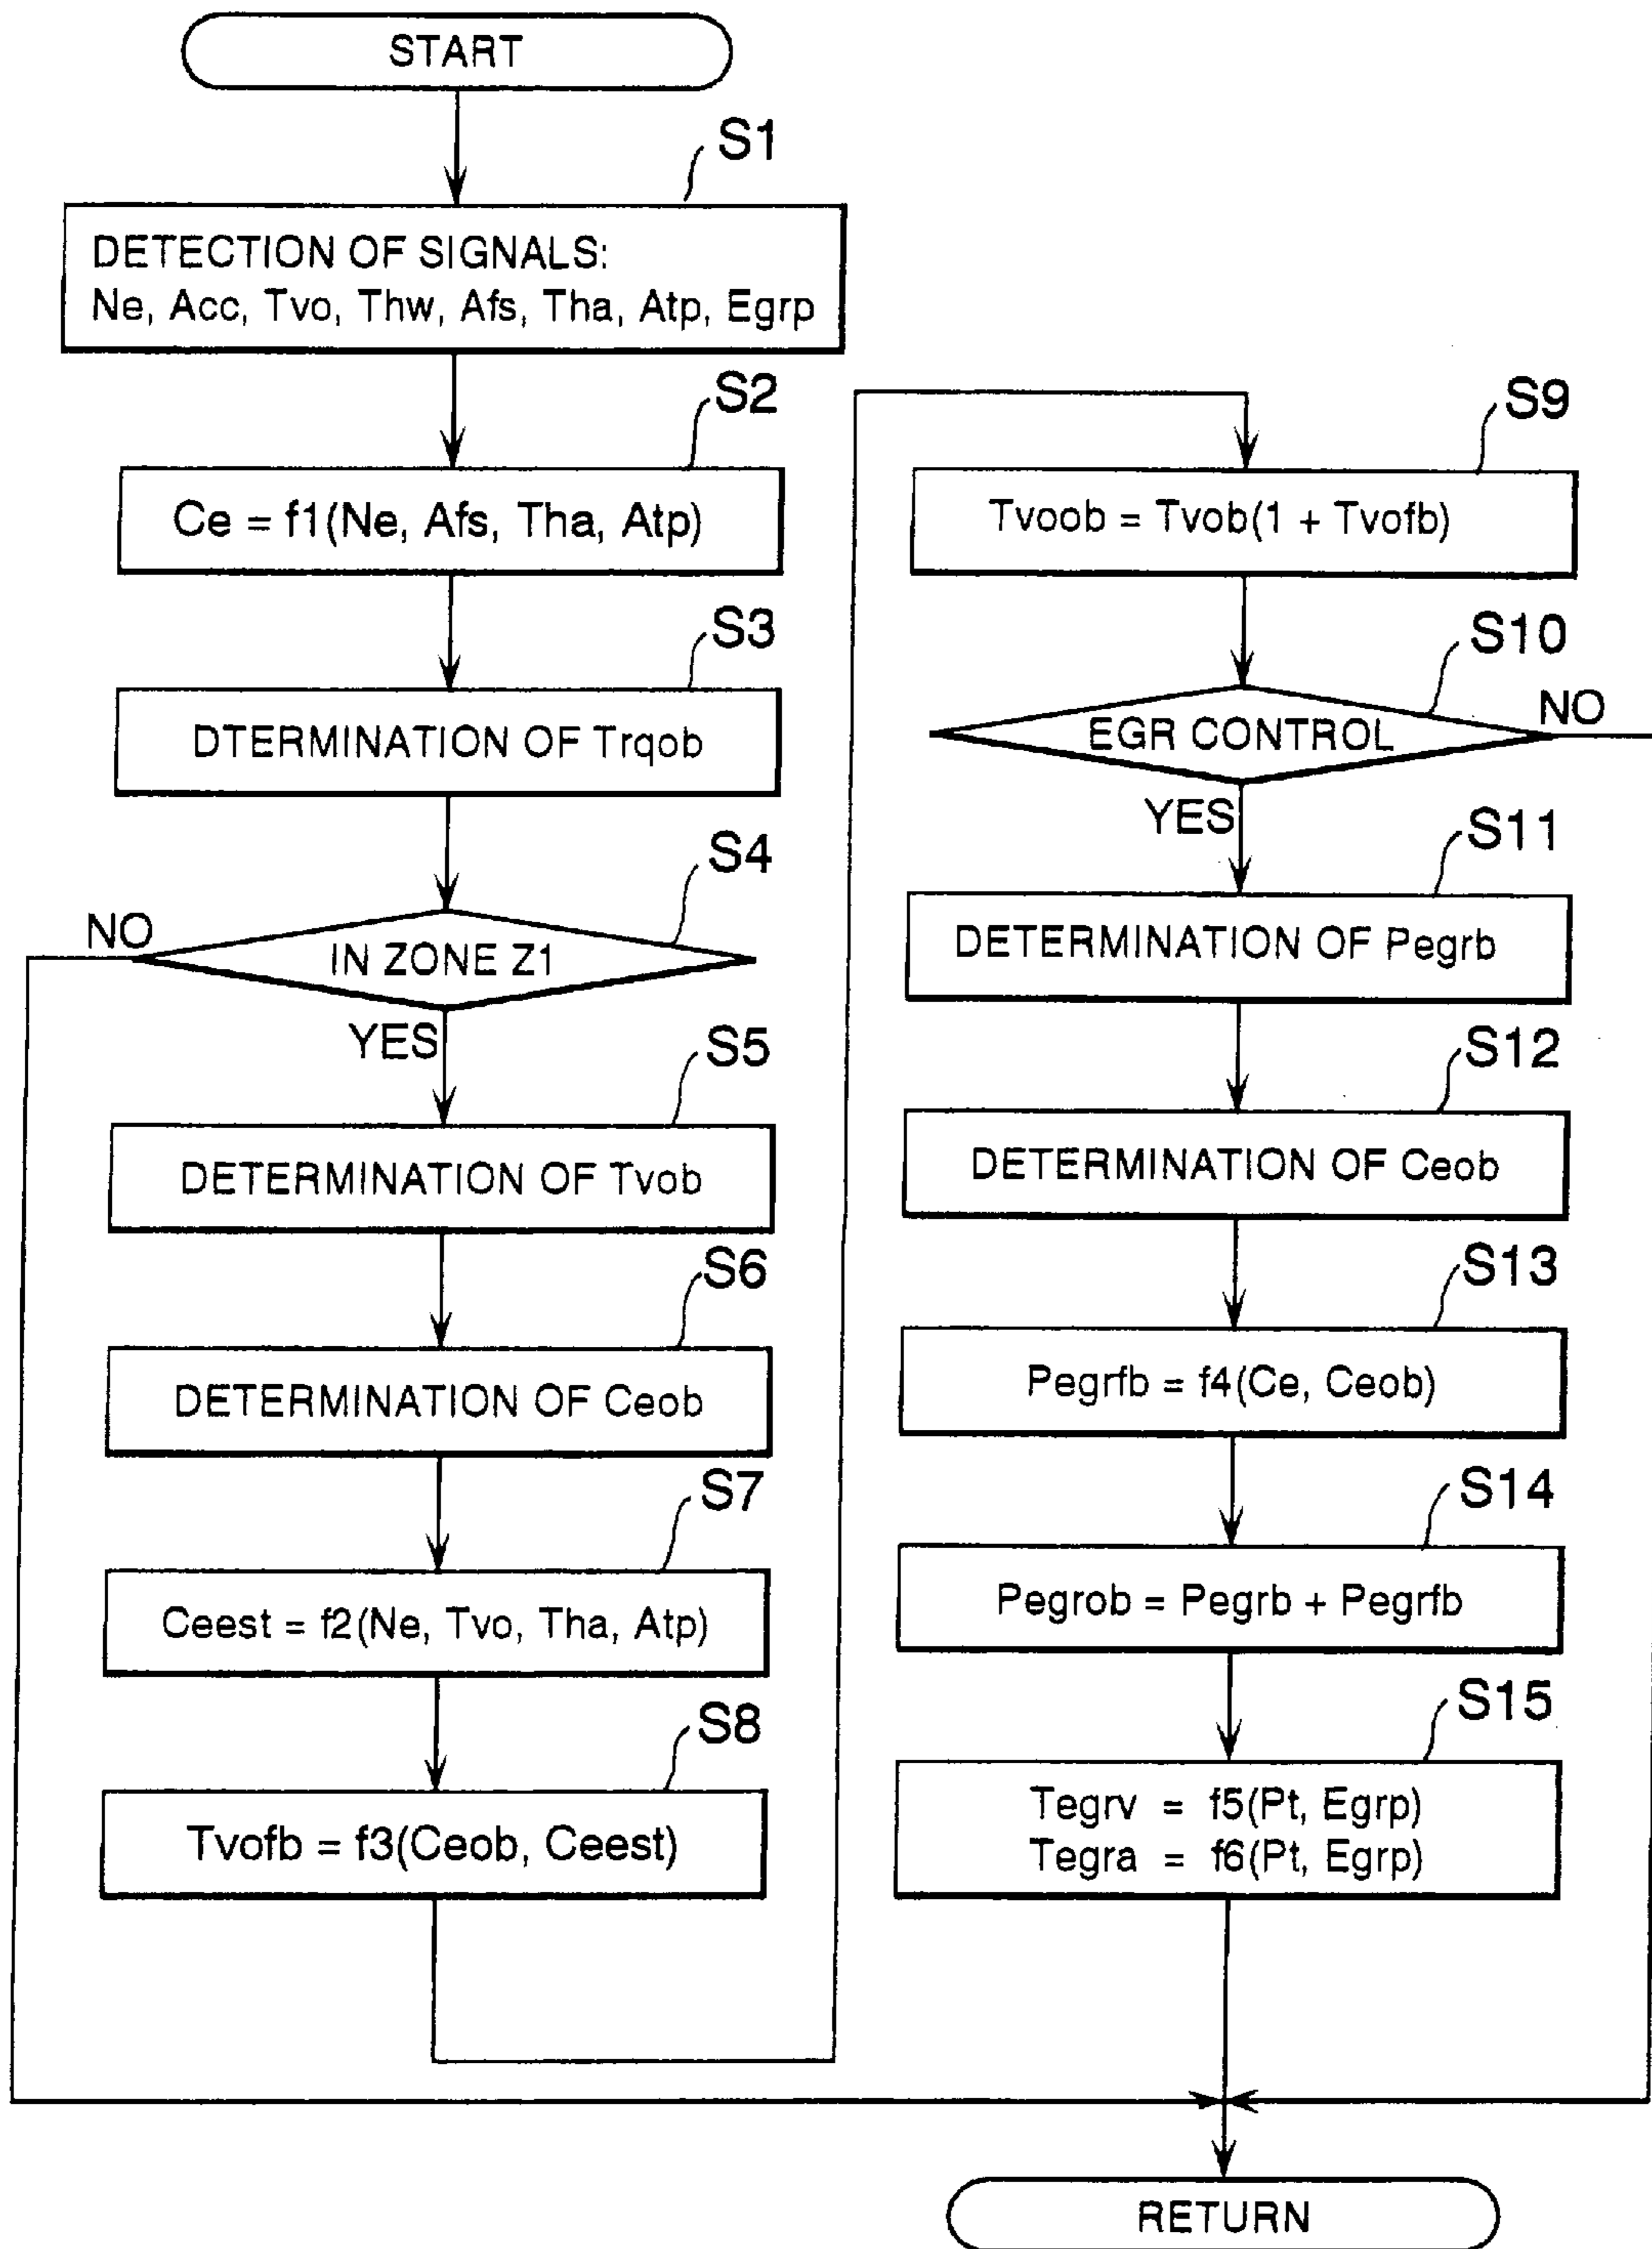 START
S1
DETECTION OF SIGNALS:
Ne, Acc, Tvo, Thw, Afs, Tha, Atp, Egrp
S2
Ce = f1(Ne, Afs, Tha, Atp)
S3
DTERMINATION OF Trqob
S4
NO
IN ZONE Z1
YES
S5
DETERMINATION OF Tvob
S6
DETERMINATION OF Ceob
S7
Ceest = f2(Ne, Tvo, Tha, Atp)
S8
Tvofb = f3(Ceob, Ceest)
S9
Tvoob = Tvob(1 + Tvofb)
S10
EGR CONTROL
NO
YES
S11
DETERMINATION OF Pegrb
S12
DETERMINATION OF Ceob
S13
Pegrfb = f4(Ce, Ceob)
S14
Pegrob = Pegrb + Pegrfb
S15
Tegrv = f5(Pt, Egrp)
Tegra = f6(Pt, Egrp)
RETURN